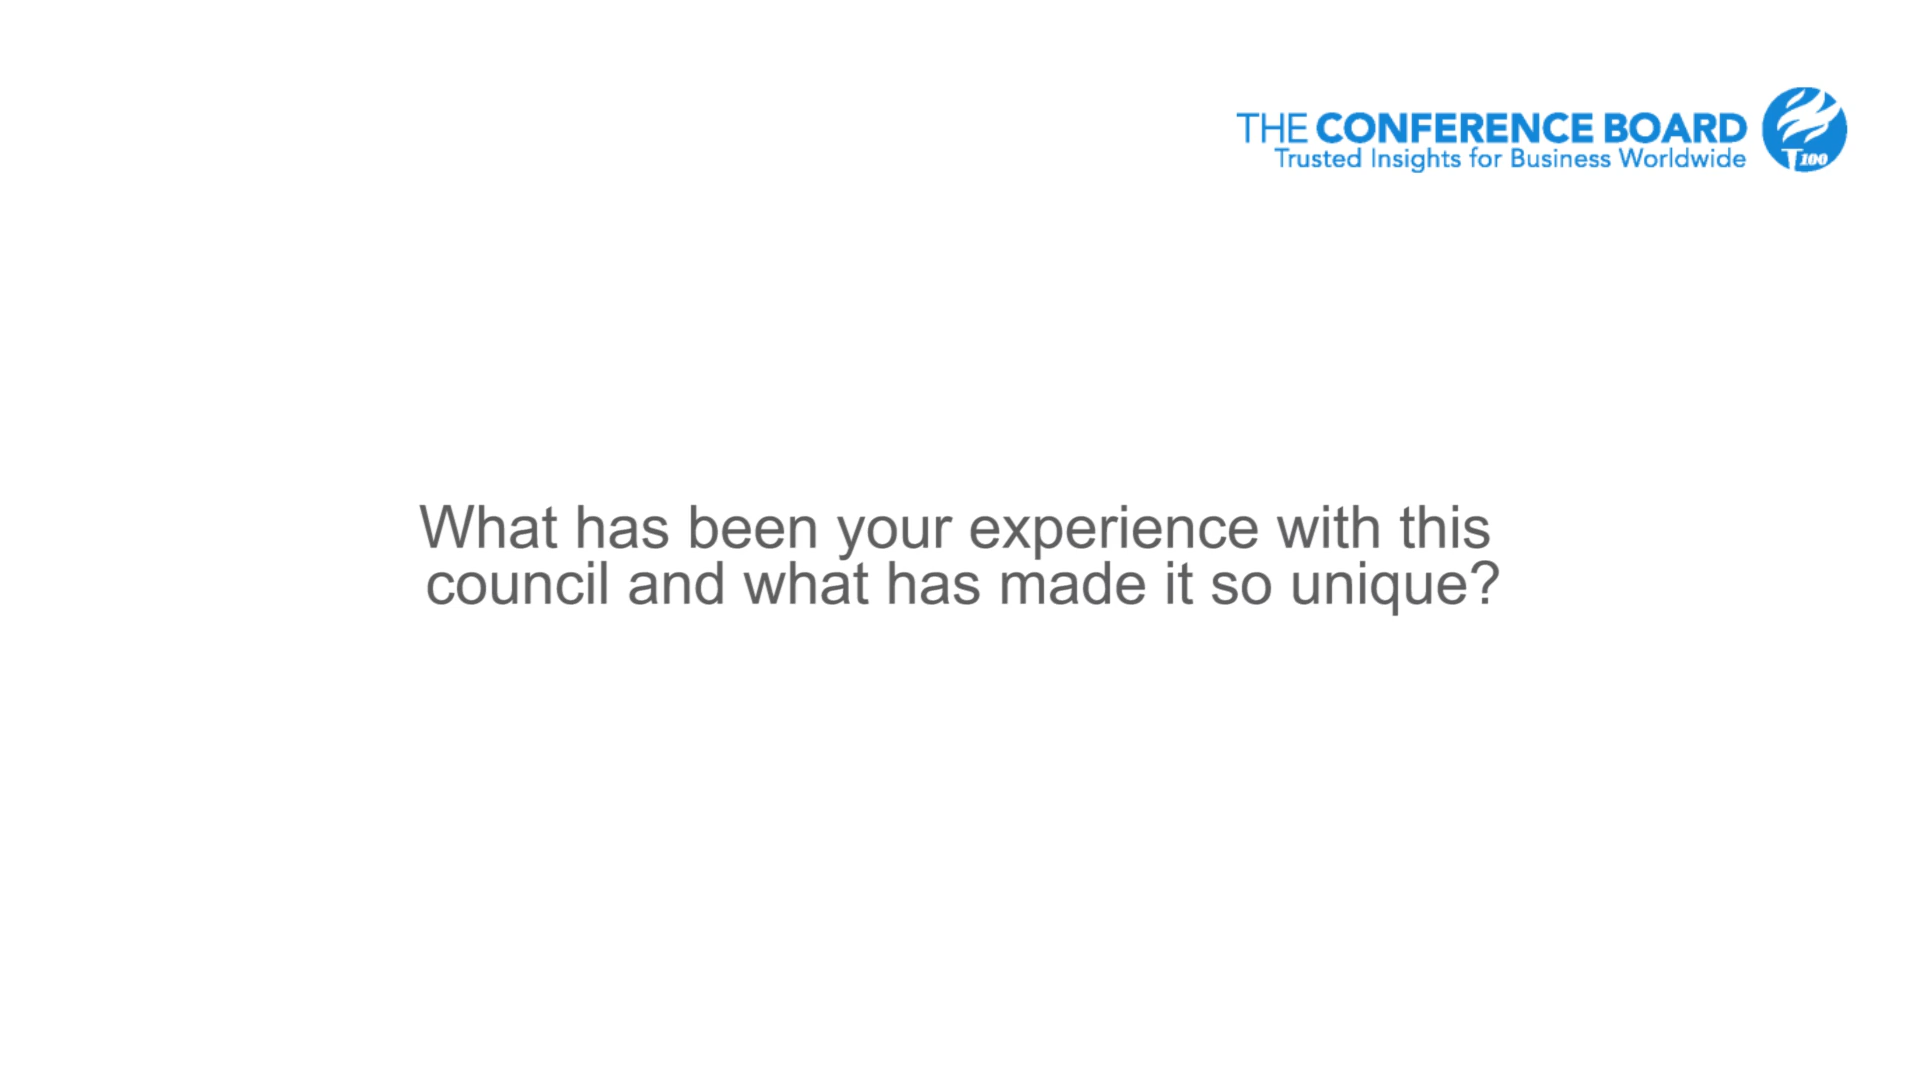 THE CONFERENCE BOARD
Trusted Insights for Business Worldwide
T100
What has been your experience with this
council and what has made it so unique?